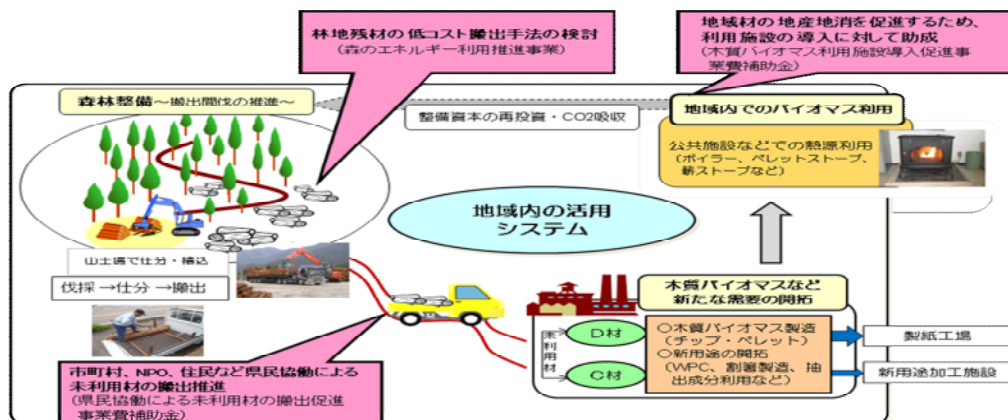 林地残材の低コスト搬出手法の検討
(森のエネルギー利用推進事業)
地域材の地産地消を促進するため、
利用施設の導入に対して助成
(木質バイオマス利用施設導入促進事
業費補助金)
森林整備～搬出間伐の推進～
整備資本の再投資・CO2吸収
地域内でのバイオマス利用
公共施設などでの熱源利用
(ボイラー、ペレットストーブ、
薪ストーブなど)
地域内の活用
システム
山土場で仕分・積込
伐採→仕分→搬出
木質バイオマスなど
新たな需要の開拓
未利用材
D材
C材
○木質バイオマス製造
(チップ・ペレット)
○新用途の開拓
(WPC、割箸製造、抽
出成分利用など)
製紙工場
新用途加工施設
市町村、NPO、住民など県民協働による
未利用材の搬出推進
(県民協働による未利用材の搬出促進
事業費補助金)